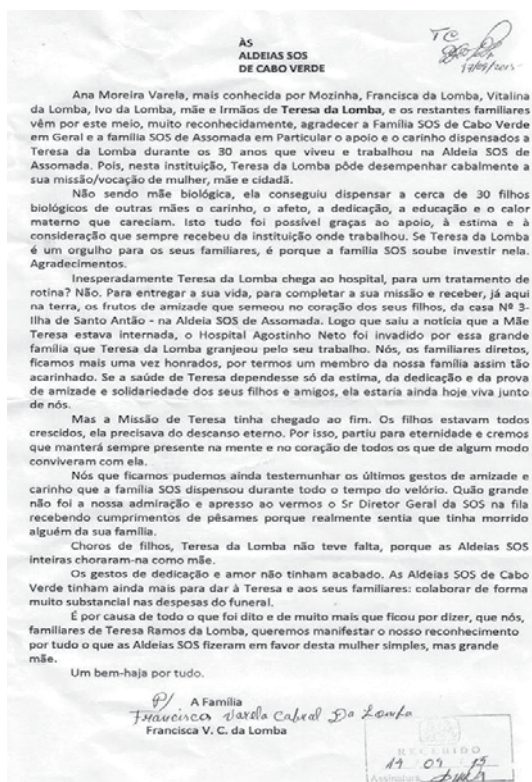 ÀS
ALDEIAS SOS
DE CABO VERDE
TC
17/09/2015
Ana Moreira Varela, mais conhecida por Mozinha, Francisca da Lomba, Vitalina
da Lomba, Ivo da Lomba, mãe e Irmãos de Teresa da Lomba, e os restantes familiares
vêm por este meio, muito reconhecidamente, agradecer a Família SOS de Cabo Verde
em Geral e a família SOS de Assomada em Particular o apoio e o carinho dispensados a
Teresa da Lomba durante os 30 anos que viveu e trabalhou na Aldeia SOS de
Assomada. Pois, nesta instituição, Teresa da Lomba pôde desempenhar cabalmente a
sua missão/vocação de mulher, mãe e cidadã.
Não sendo mãe biológica, ela conseguiu dispensar a cerca de 30 filhos
biológicos de outras mães o carinho, o afeto, a dedicação, a educação e o calor
materno que careciam. Isto tudo foi possível graças ao apoio, à estima e à
consideração que sempre recebeu da instituição onde trabalhou. Se Teresa da Lomba
é um orgulho para os seus familiares, é porque a família SOS soube investir nela.
Agradecimentos.
Inesperadamente Teresa da Lomba chega ao hospital, para um tratamento de
rotina? Não. Para entregar a sua vida, para completar a sua missão e receber, já aqui
na terra, os frutos de amizade que semeou no coração dos seus filhos, da casa Nº 3-
Ilha de Santo Antão - na Aldeia SOS de Assomada. Logo que saiu a notícia que a Mãe
Teresa estava internada, o Hospital Agostinho Neto foi invadido por essa grande
família que Teresa da Lomba granjeou pelo seu trabalho. Nós, os familiares diretos,
ficamos mais uma vez honrados, por termos um membro da nossa família assim tão
acarinhado. Se a saúde de Teresa dependesse só da estima, da dedicação e da prova
de amizade e solidariedade dos seus filhos e amigos, ela estaria ainda hoje viva junto
de nós.
Mas a Missão de Teresa tinha chegado ao fim. Os filhos estavam todos
crescidos, ela precisava do descanso eterno. Por isso, partiu para eternidade e cremos
que manterá sempre presente na mente e no coração de todos os que de algum modo
conviveram com ela.
Nós que ficamos pudemos ainda testemunhar os últimos gestos de amizade e
carinho que a família SOS dispensou durante todo o tempo do velório. Quão grande
não foi a nossa admiração e apresso ao vermos o Sr Diretor Geral da SOS na fila
recebendo cumprimentos de pêsames porque realmente sentia que tinha morrido
alguém da sua família.
Choros de filhos, Teresa da Lomba não teve falta, porque as Aldeias SOS
inteiras choraram-na como mãe.
Os gestos de dedicação e amor não tinham acabado. As Aldeias SOS de Cabo
Verde tinham ainda mais para dar à Teresa e aos seus familiares: colaborar de forma
muito substancial nas despesas do funeral.
É por causa de todo o que foi dito e de muito mais que ficou por dizer, que nós,
familiares de Teresa Ramos da Lomba, queremos manifestar o nosso reconhecimento
por tudo o que as Aldeias SOS fizeram em favor desta mulher simples, mas grande
mãe.
Um bem-haja por tudo.
P/ A Família
Francisca Varela Cabral Da Lomba
Francisca V. C. da Lomba
RECEBIDO
14 09 15
Assinatura